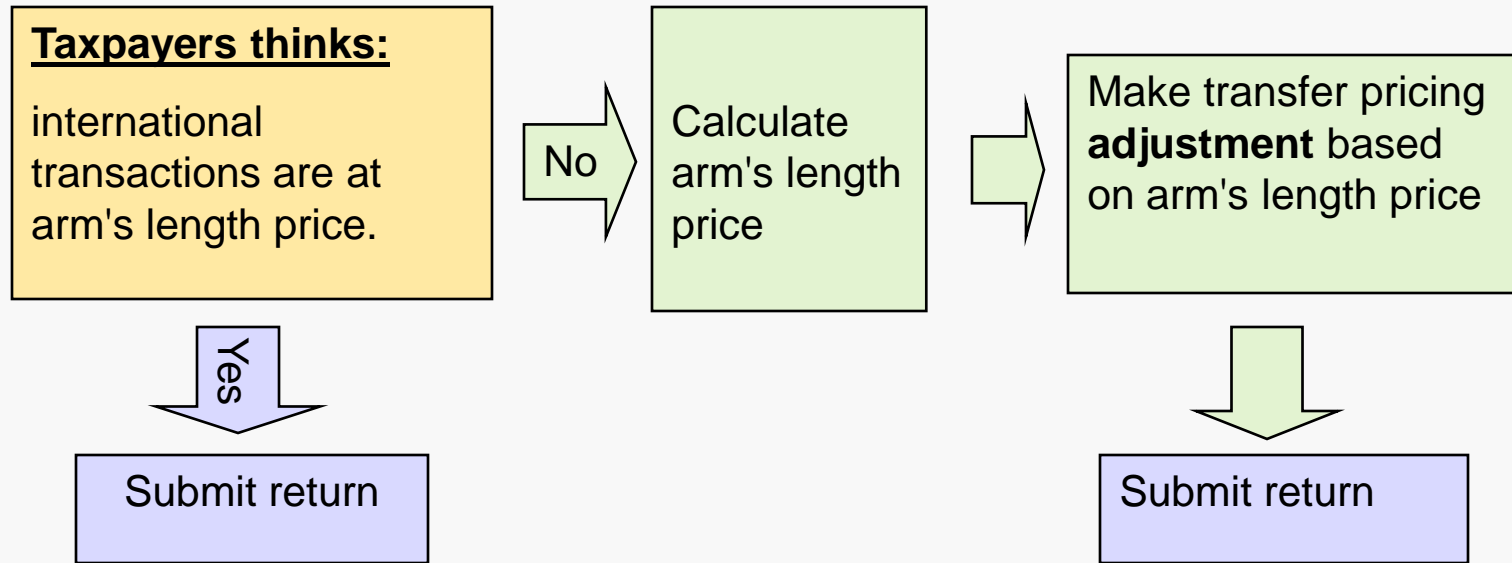 Taxpayers thinks:
international
transactions are at
arm's length price.
No
Calculate
arm's length
price
Make transfer pricing
adjustment based
on arm's length price
Yes
Submit return
Submit return